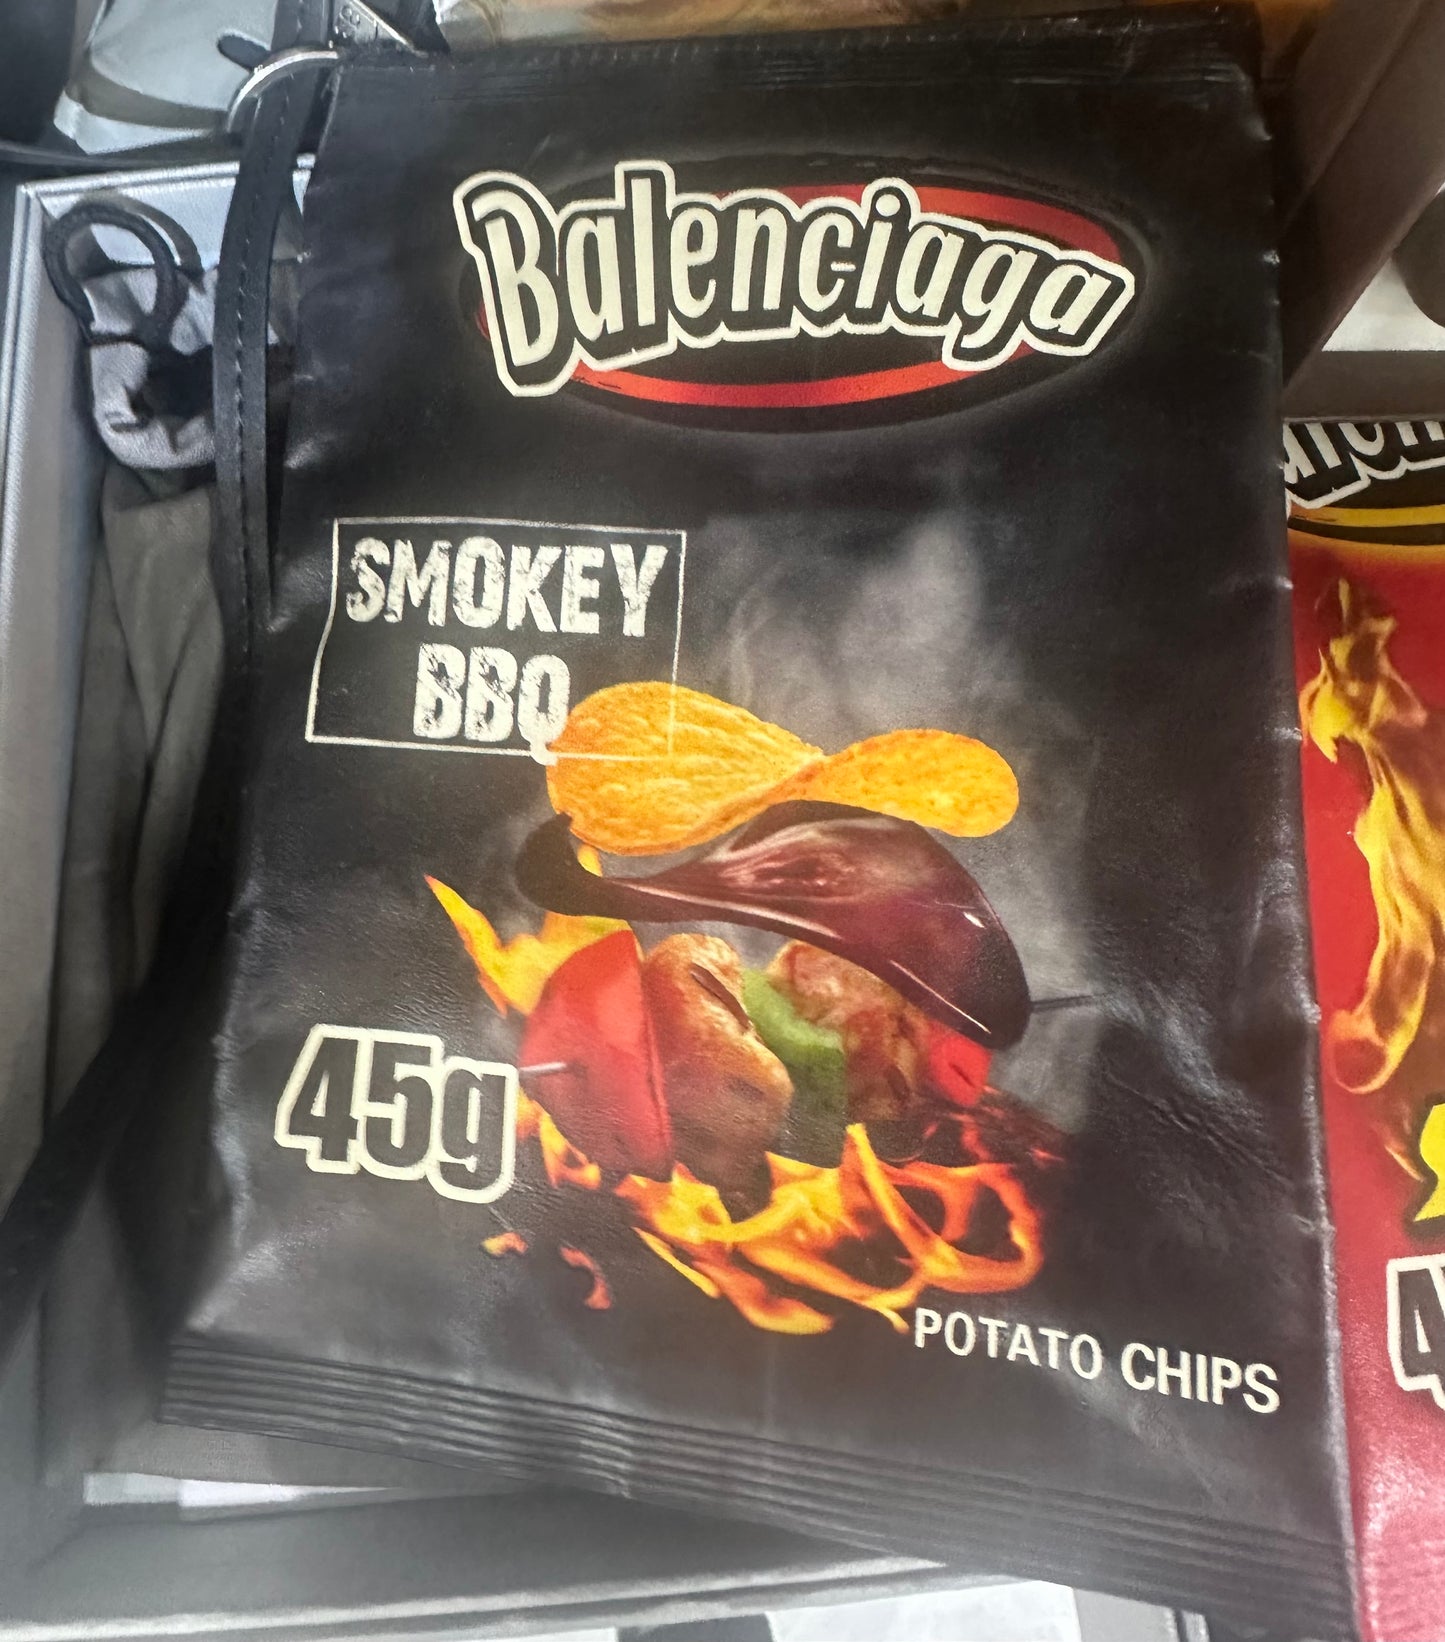 Balenciaga
SMOKEY
BBQ
45g
POTATO CHIPS